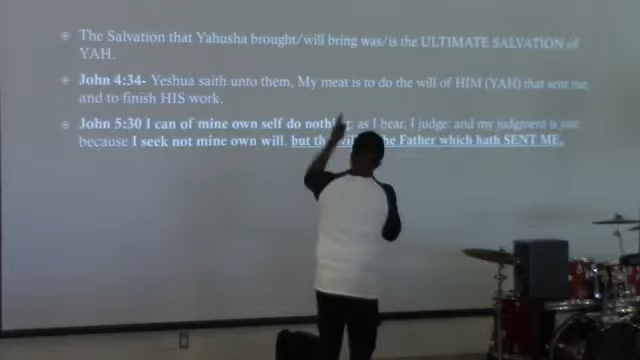 The Salvation that Yahusha brought/will bring was/is the ULTIMATE SALVATION of
YAH.
John 4:34- Yeshua saith unto them, My meat is to do the will of HIM (YAH) that sent me,
and to finish HIS work.
John 5:30 I can of mine own self do nothing: as I hear, I judge: and my judgment is just
because I seek not mine own will, but the Father which hath SENT ME.